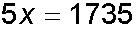 5x = 1735